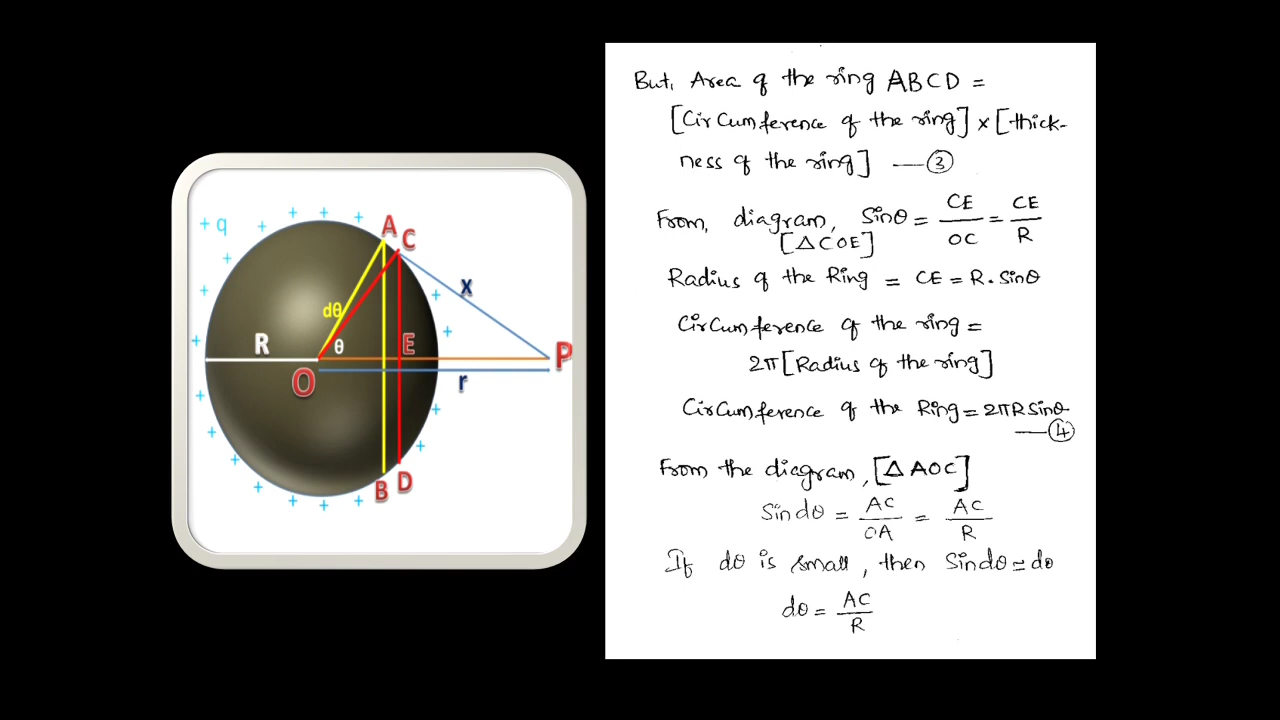 + q
A
C
x
dθ
R
θ
E
P
O
r
B
D
But, Area of the ring ABCD =
[Circumference of the ring] x [thick-
ness of the ring] —③
From, diagram, Sinθ = CE/OC = CE/R
[△COE]
Radius of the Ring = CE = R. Sinθ
Circumference of the ring =
2π[Radius of the ring]
Circumference of the Ring = 2πR Sinθ
—④
From the diagram, [△AOC]
Sin dθ = AC/OA = AC/R
If dθ is small, then Sindθ = dθ
dθ = AC/R